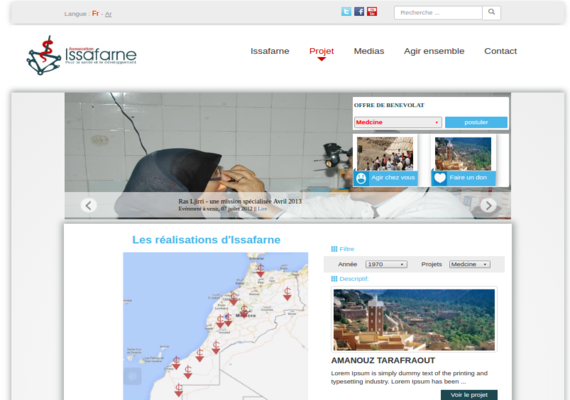 Langue : Fr - Ar
Recherche ...
Association
Issafarne
Pour la santé et le développement
Issafarne
Projet
Medias
Agir ensemble
Contact
OFFRE DE BENEVOLAT
Medcine
postuler
Agir chez vous
Faire un don
Ras Ljerri - une mission spécialisée Avril 2013
Evénement à venir, 07 juilet 2012 || Lire
Les réalisations d'Issafarne
Filtre
Année
1970
Projets
Medcine
Descriptif:
AMANOUZ TARAFRAOUT
Lorem Ipsum is simply dummy text of the printing and
typesetting industry. Lorem Ipsum has been ...
Voir le projet